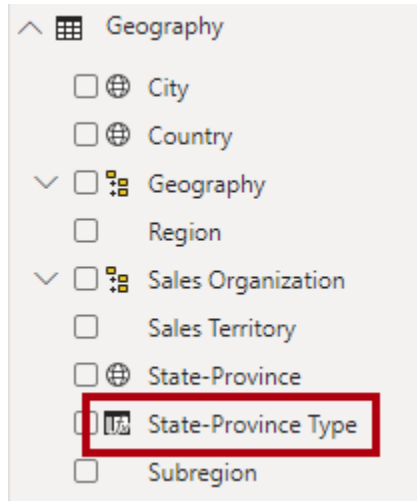 Geography
City
Country
Geography
Region
Sales Organization
Sales Territory
State-Province
State-Province Type
Subregion